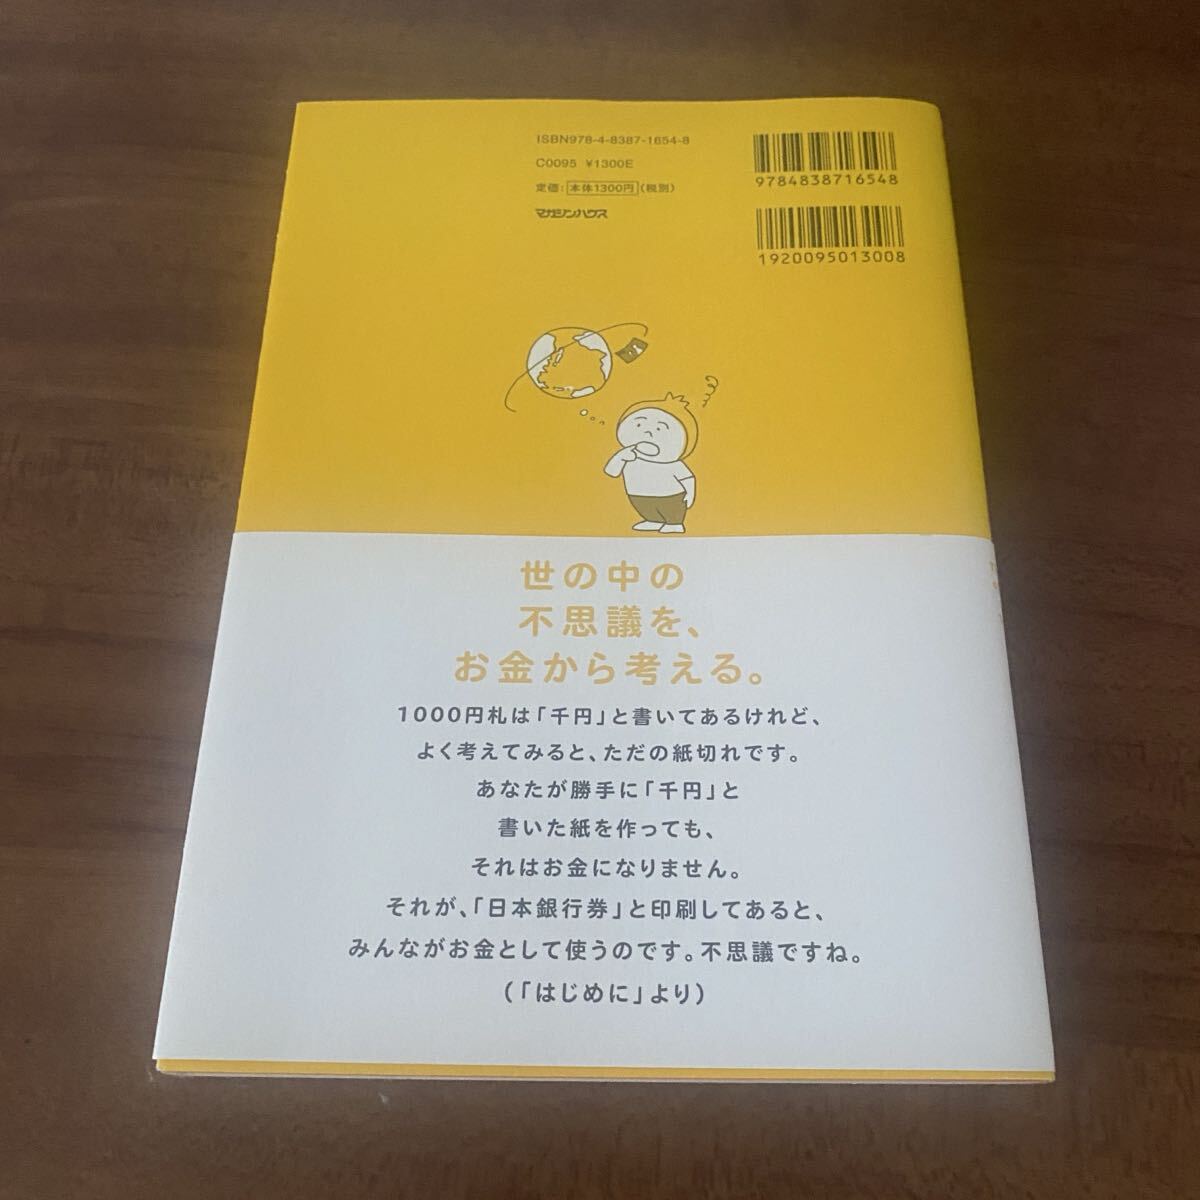 ISBN978-4-8387-1654-8
C0095 ¥1300E
定価：本体1300円(税別)
マガジンハウス
9784838716548
1920095013008
世の中の
不思議を、
お金から考える。
1000円札は「千円」と書いてあるけれど、
よく考えてみると、ただの紙切れです。
あなたが勝手に「千円」と
書いた紙を作っても、
それはお金になりません。
それが、「日本銀行券」と印刷してあると、
みんながお金として使うのです。不思議ですね。
(「はじめに」より)